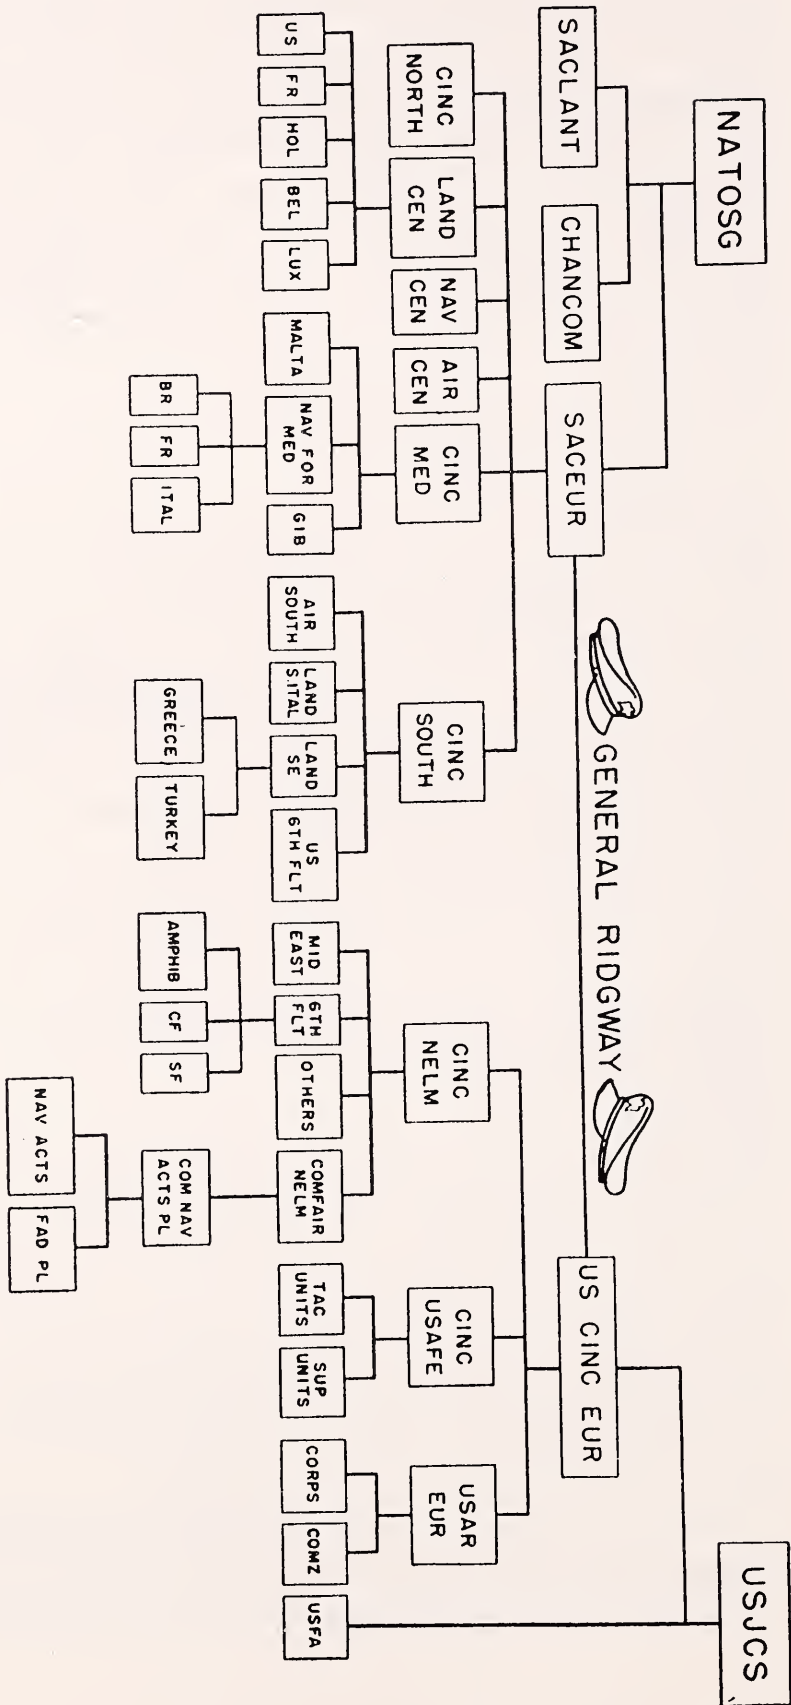 NATOSG
USJCS
SACLANT
CHANCOM
SACEUR
GENERAL RIDGWAY
US CINC EUR
CINC
NORTH
LAND
CEN
NAV
CEN
AIR
CEN
CINC
MED
CINC
SOUTH
CINC
NELM
CINC
USAFE
USAR
EUR
US
FR
HOL
BEL
LUX
MALTA
NAV FOR
MED
GIB
AIR
SOUTH
LAND
S.ITAL
LAND
SE
US
6TH FLT
MID
EAST
6TH
FLT
OTHERS
COMFAIR
NELM
TAC
UNITS
SUP
UNITS
CORPS
COMZ
USFA
BR
FR
ITAL
GREECE
TURKEY
AMPHIB
CF
SF
COM NAV
ACTS PL
NAV ACTS
FAD PL